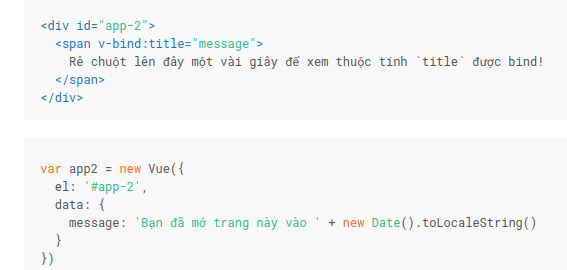 <div id="app-2">
  <span v-bind:title="message">
    Rê chuột lên đây một vài giây để xem thuộc tính `title` được bind!
  </span>
</div>
var app2 = new Vue({
  el: '#app-2',
  data: {
    message: 'Bạn đã mở trang này vào ' + new Date().toLocaleString()
  }
})